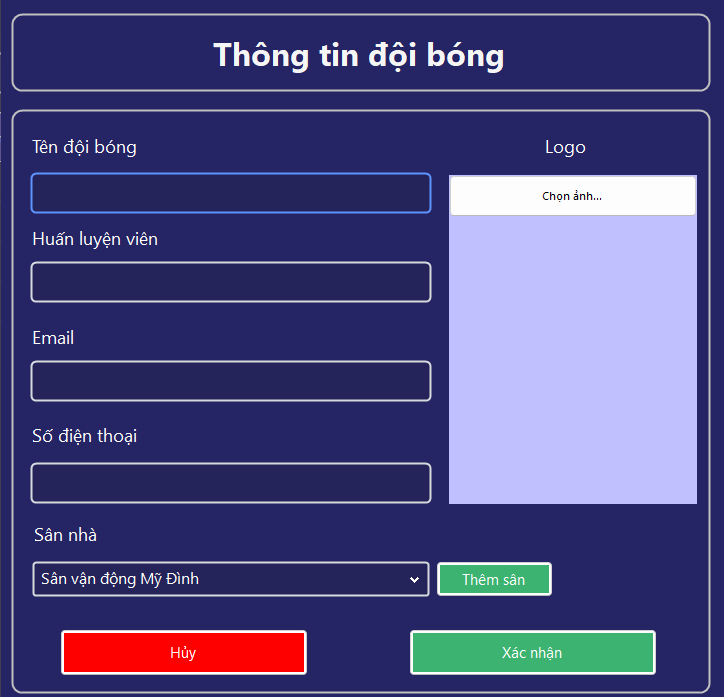 Thông tin đội bóng
Tên đội bóng
Logo
Chọn ảnh...
Huấn luyện viên
Email
Số điện thoại
Sân nhà
Sân vận động Mỹ Đình
Thêm sân
Hủy
Xác nhận